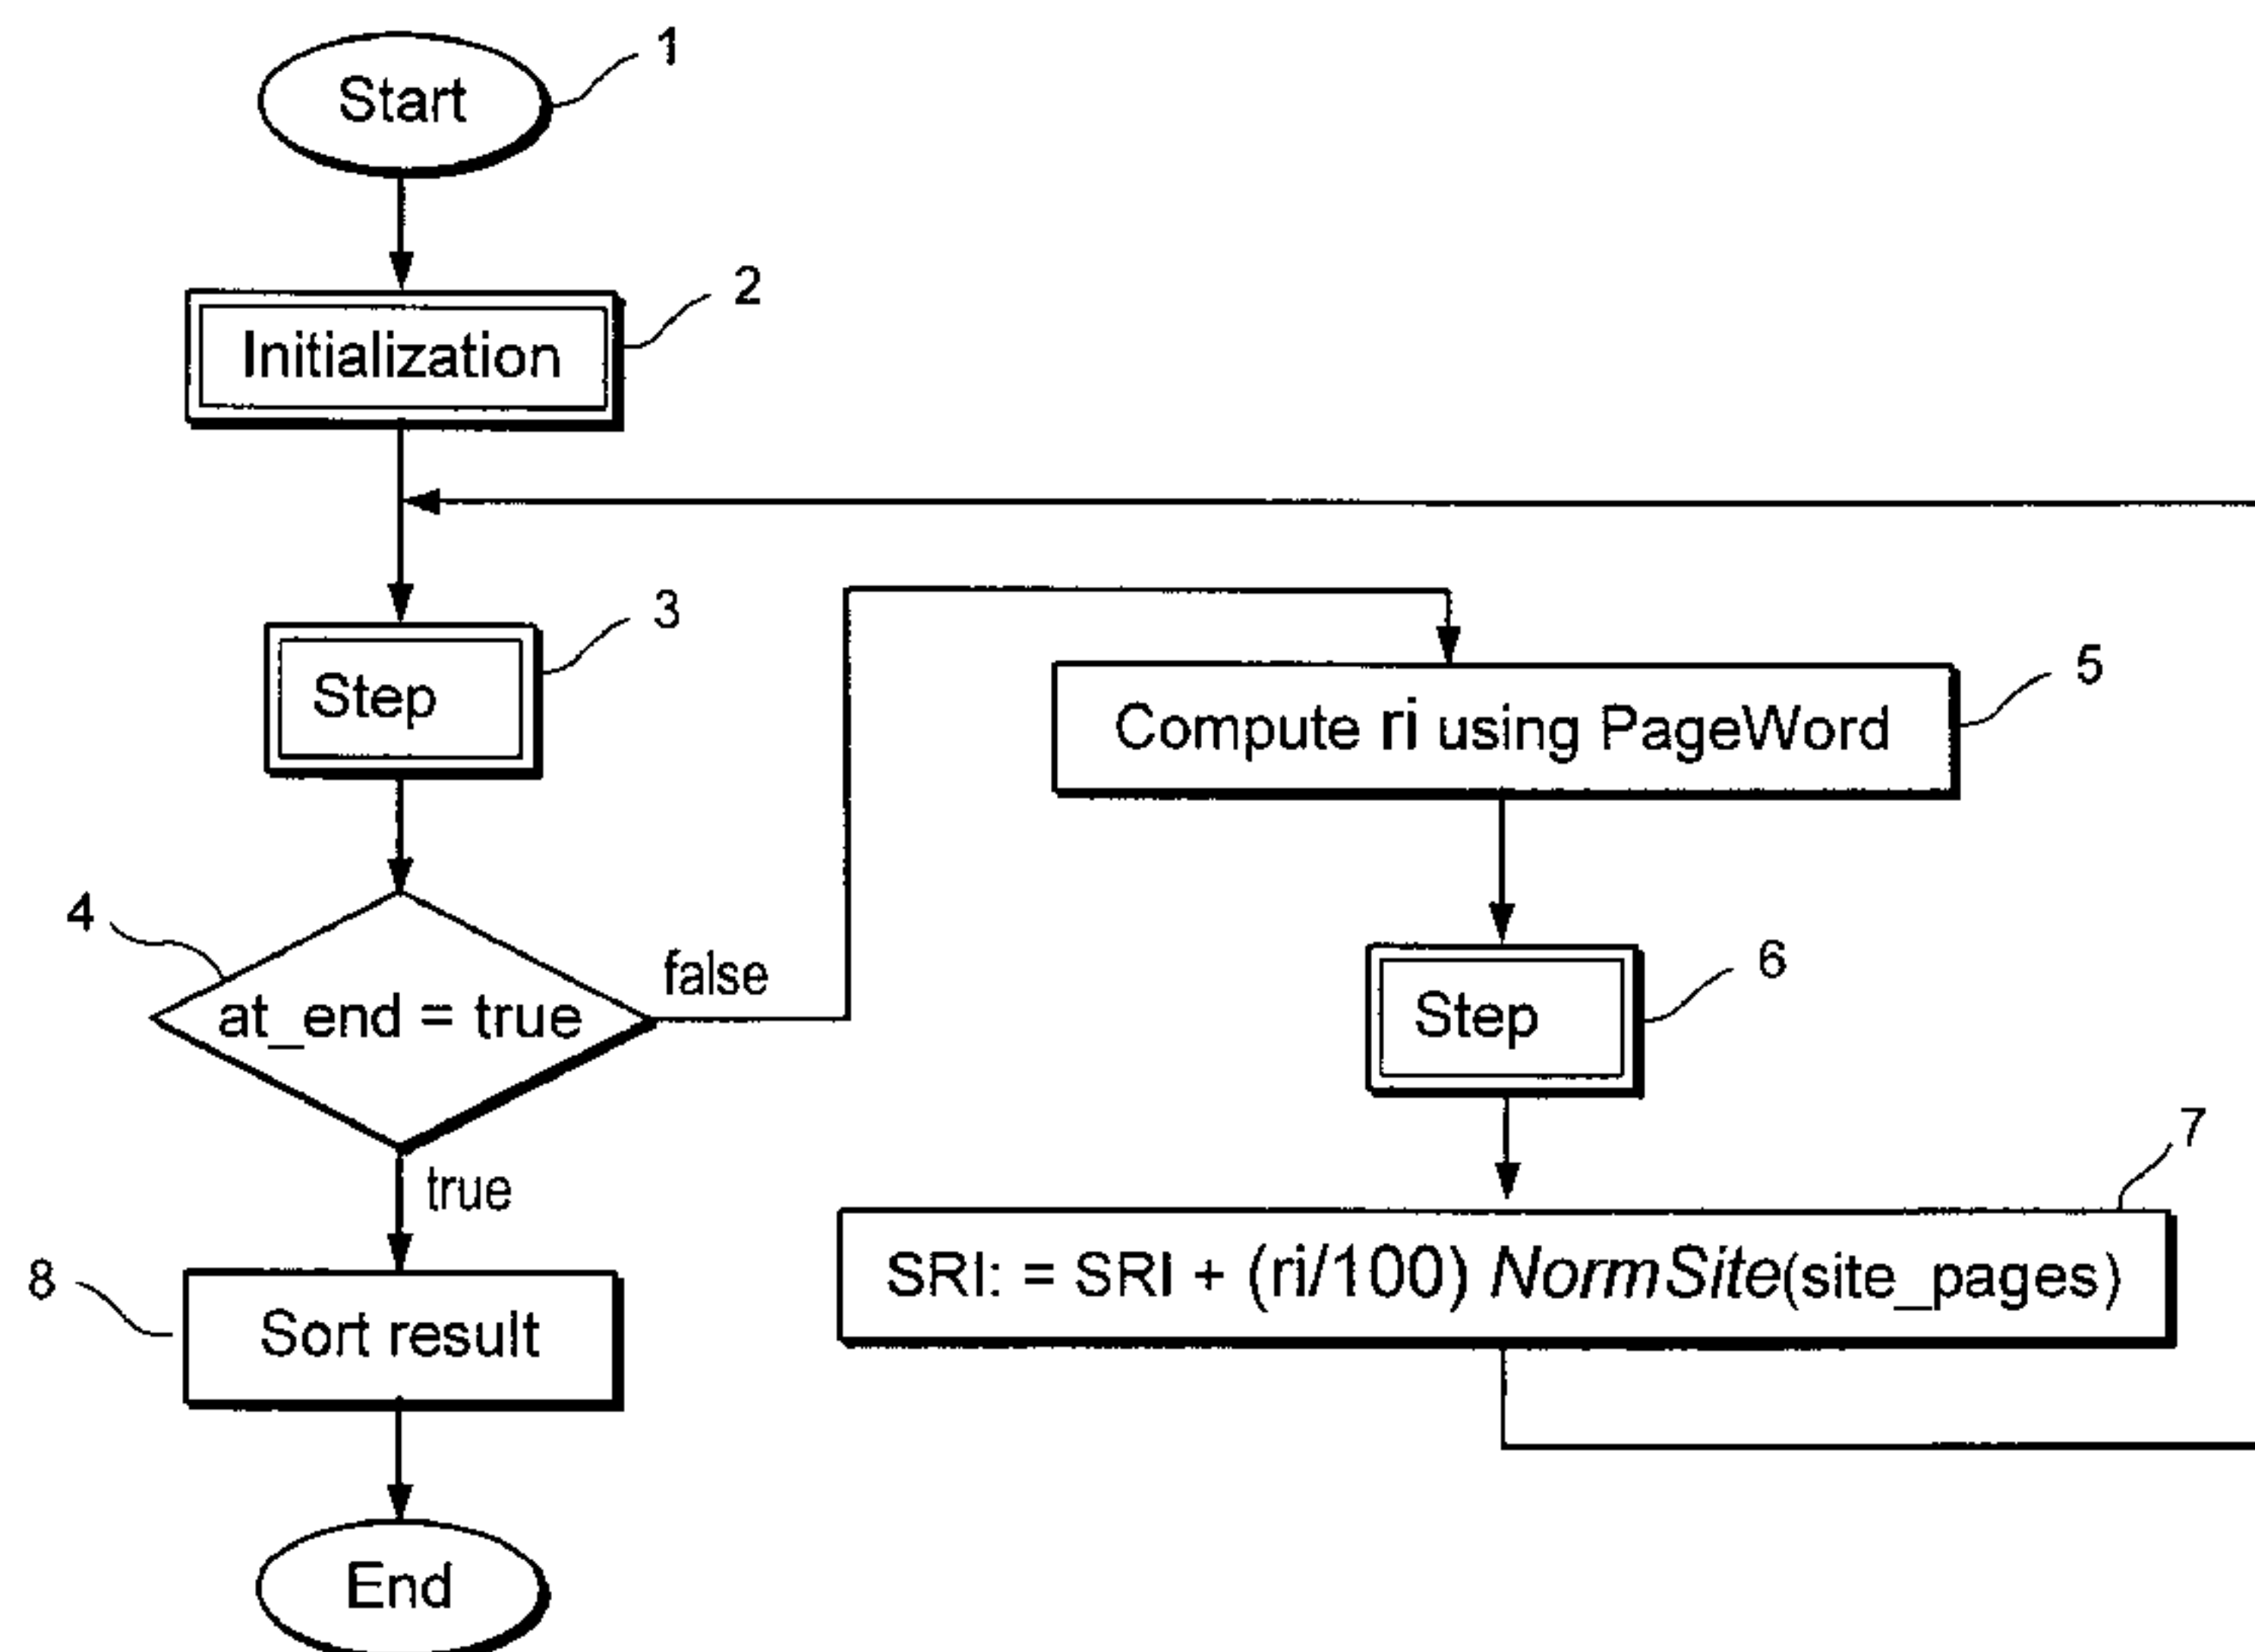 Start
1
Initialization
2
Step
3
4
at_end = true
false
true
8
Sort result
End
Compute ri using PageWord
5
Step
6
7
SRI: = SRI + (ri/100) NormSite(site_pages)